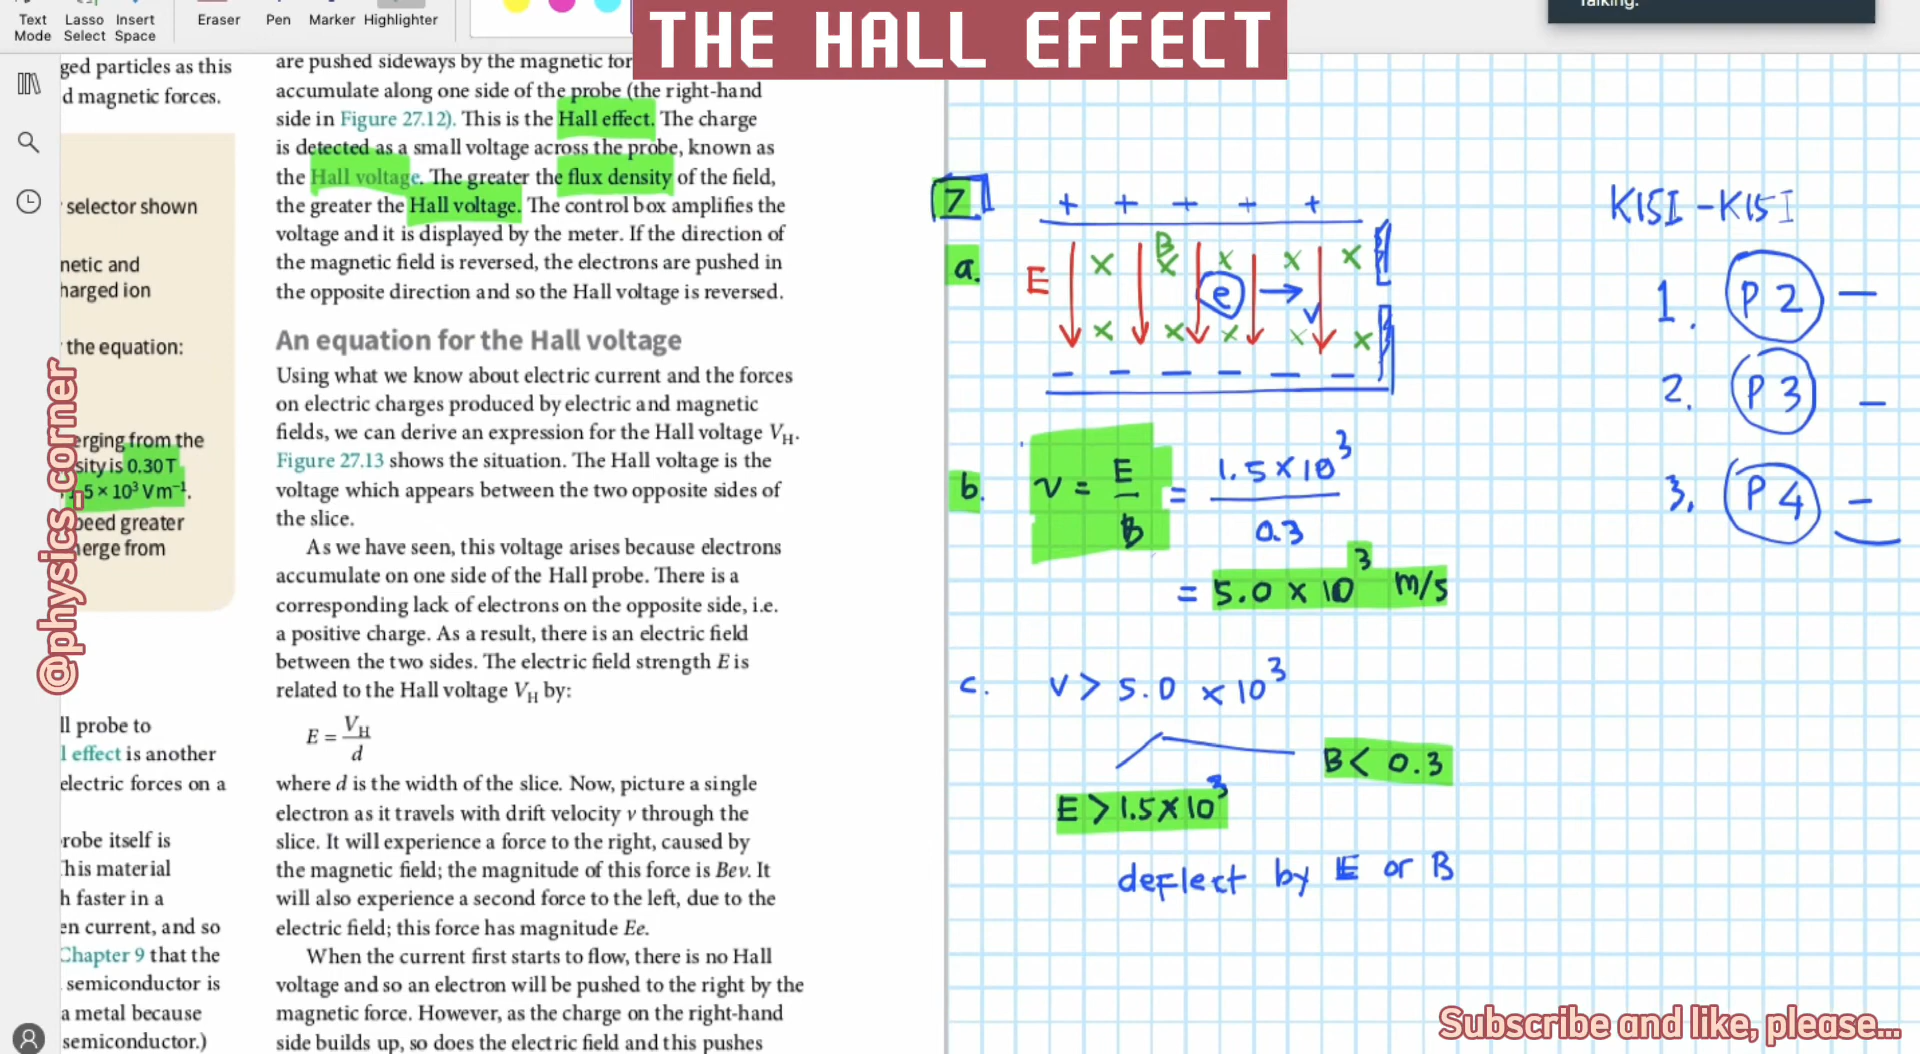 Text Mode
Lasso Select
Insert Space
Eraser
Pen
Marker
Highlighter
THE HALL EFFECT
Talking:
ged particles as this
d magnetic forces.
selector shown
netic and
harged ion
the equation:
erging from the
sity is 0.30 T
5 × 10³ V m⁻¹.
peed greater
erge from
ll probe to
l effect is another
electric forces on a
robe itself is
his material
h faster in a
en current, and so
Chapter 9 that the
semiconductor is
a metal because
semiconductor.)
@physics_corner
are pushed sideways by the magnetic for
accumulate along one side of the probe (the right-hand
side in Figure 27.12). This is the Hall effect. The charge
is detected as a small voltage across the probe, known as
the Hall voltage. The greater the flux density of the field,
the greater the Hall voltage. The control box amplifies the
voltage and it is displayed by the meter. If the direction of
the magnetic field is reversed, the electrons are pushed in
the opposite direction and so the Hall voltage is reversed.
An equation for the Hall voltage
Using what we know about electric current and the forces
on electric charges produced by electric and magnetic
fields, we can derive an expression for the Hall voltage V_H.
Figure 27.13 shows the situation. The Hall voltage is the
voltage which appears between the two opposite sides of
the slice.
As we have seen, this voltage arises because electrons
accumulate on one side of the Hall probe. There is a
corresponding lack of electrons on the opposite side, i.e.
a positive charge. As a result, there is an electric field
between the two sides. The electric field strength E is
related to the Hall voltage V_H by:
E = V_H / d
where d is the width of the slice. Now, picture a single
electron as it travels with drift velocity v through the
slice. It will experience a force to the right, caused by
the magnetic field; the magnitude of this force is Bev. It
will also experience a second force to the left, due to the
electric field; this force has magnitude Ee.
When the current first starts to flow, there is no Hall
voltage and so an electron will be pushed to the right by the
magnetic force. However, as the charge on the right-hand
side builds up, so does the electric field and this pushes
7
+ + + + +
a.
E
B
x x x x x
e
v
x x x x x
- - - - - -
b. v = E / B = 1.5 × 10³ / 0.3
= 5.0 × 10³ m/s
c. v > 5.0 × 10³
B < 0.3
E > 1.5 × 10³
deflect by E or B
KISI - KISI
1. P 2 —
2. P 3 —
3. P 4 —
Subscribe and like, please...